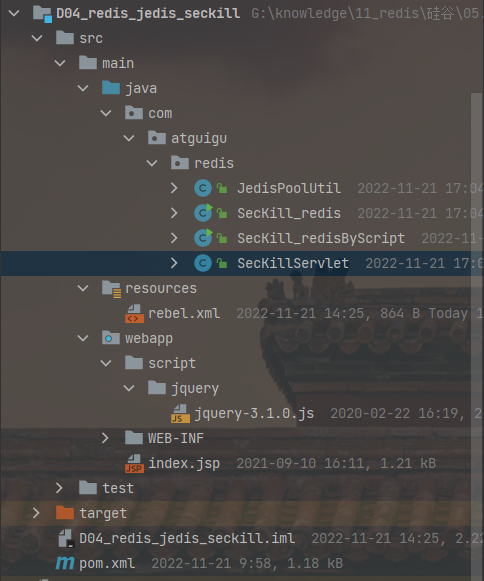 D04_redis_jedis_seckill G:\knowledge\11_redis\硅谷\05.
src
main
java
com
atguigu
redis
JedisPoolUtil 2022-11-21 17:04
SecKill_redis 2022-11-21 17:04
SecKill_redisByScript 2022-11-
SecKillServlet 2022-11-21 17:0
resources
rebel.xml 2022-11-21 14:25, 864 B Today 1
webapp
script
jquery
jquery-3.1.0.js 2020-02-22 16:19, 2
WEB-INF
index.jsp 2021-09-10 16:11, 1.21 kB
test
target
D04_redis_jedis_seckill.iml 2022-11-21 14:25, 2.22
pom.xml 2022-11-21 9:58, 1.18 kB